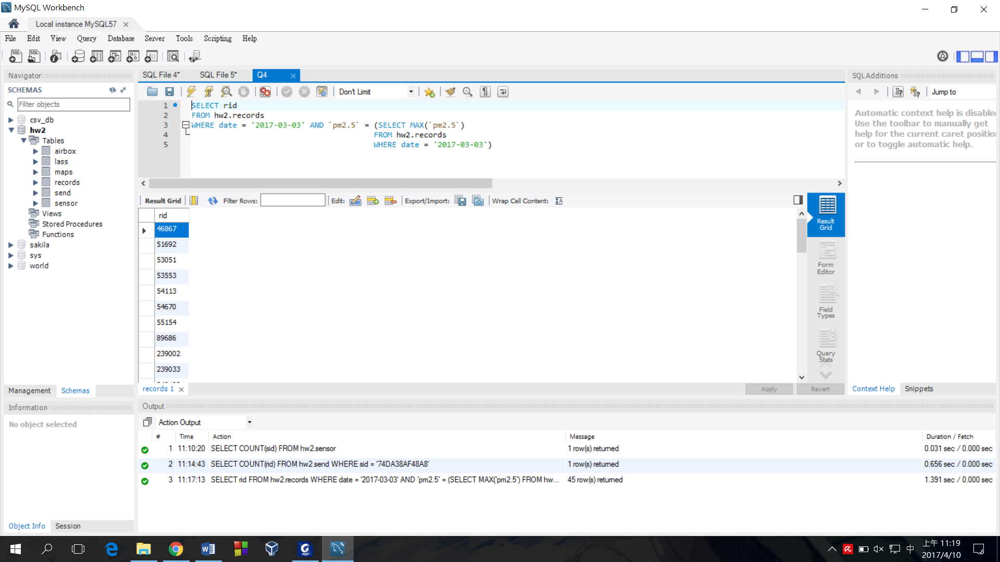 MySQL Workbench
Local instance MySQL57
File Edit View Query Database Server Tools Scripting Help
Navigator
SCHEMAS
Filter objects
csv_db
hw2
Tables
airbox
lass
maps
records
send
sensor
Views
Stored Procedures
Functions
sakila
sys
world
Management Schemas
Information
No object selected
Object Info Session
SQL File 4* SQL File 5* Q4
Don't Limit
1 SELECT rid
2 FROM hw2.records
3 WHERE date = '2017-03-03' AND `pm2.5` = (SELECT MAX(`pm2.5`)
4 FROM hw2.records
5 WHERE date = '2017-03-03')
Result Grid Filter Rows: Edit: Export/Import: Wrap Cell Content:
rid
46867
51692
53051
53553
54113
54670
55154
89686
239002
239033
Result Grid
Form Editor
Field Types
Query Stats
records 1 Apply Revert
SQLAdditions
Jump to
Automatic context help is disable
Use the toolbar to manually get
help for the current caret position
or to toggle automatic help.
Context Help Snippets
Output
Action Output
# Time Action Message Duration / Fetch
1 11:10:20 SELECT COUNT(sid) FROM hw2.sensor 1 row(s) returned 0.031 sec / 0.000 sec
2 11:14:43 SELECT COUNT(rid) FROM hw2.send WHERE sid = '74DA38AF48A8' 1 row(s) returned 0.656 sec / 0.000 sec
3 11:17:13 SELECT rid FROM hw2.records WHERE date = '2017-03-03' AND `pm2.5` = (SELECT MAX(`pm2.5`) FROM hw... 45 row(s) returned 1.391 sec / 0.000 sec
中
上午 11:19
2017/4/10